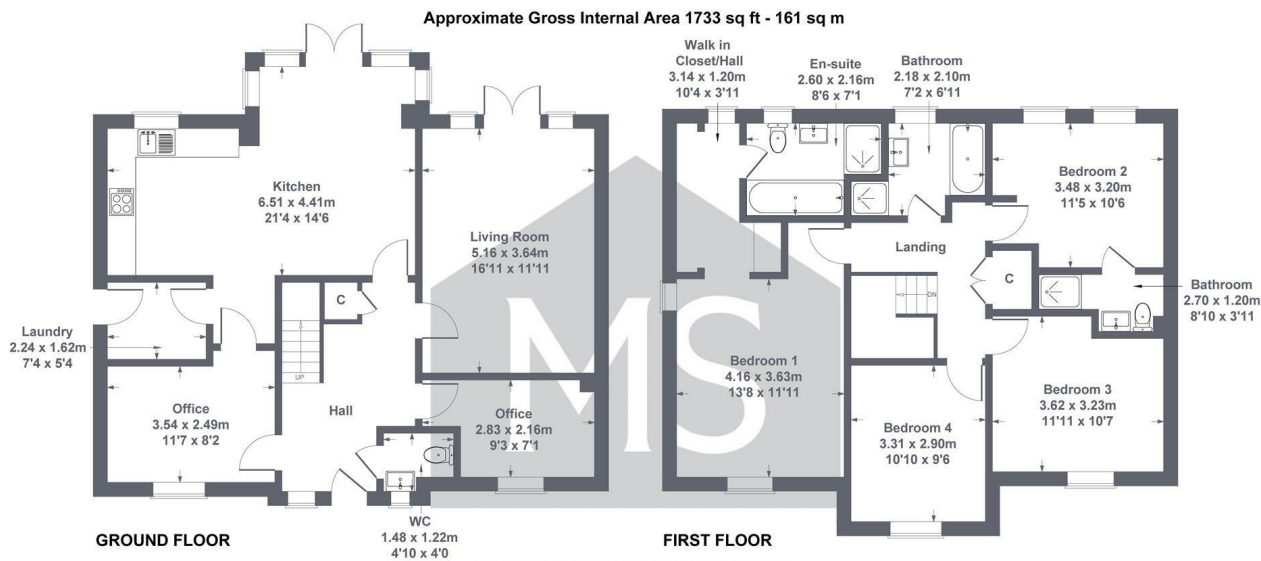 Approximate Gross Internal Area 1733 sq ft - 161 sq m
Kitchen
6.51 x 4.41m
21'4 x 14'6
Living Room
5.16 x 3.64m
16'11 x 11'11
C
Laundry
2.24 x 1.62m
7'4 x 5'4
UP
Office
3.54 x 2.49m
11'7 x 8'2
Hall
Office
2.83 x 2.16m
9'3 x 7'1
WC
1.48 x 1.22m
4'10 x 4'0
GROUND FLOOR
Walk in
Closet/Hall
3.14 x 1.20m
10'4 x 3'11
En-suite
2.60 x 2.16m
8'6 x 7'1
Bathroom
2.18 x 2.10m
7'2 x 6'11
Bedroom 2
3.48 x 3.20m
11'5 x 10'6
Landing
C
DN
Bathroom
2.70 x 1.20m
8'10 x 3'11
Bedroom 1
4.16 x 3.63m
13'8 x 11'11
Bedroom 3
3.62 x 3.23m
11'11 x 10'7
Bedroom 4
3.31 x 2.90m
10'10 x 9'6
FIRST FLOOR
MS